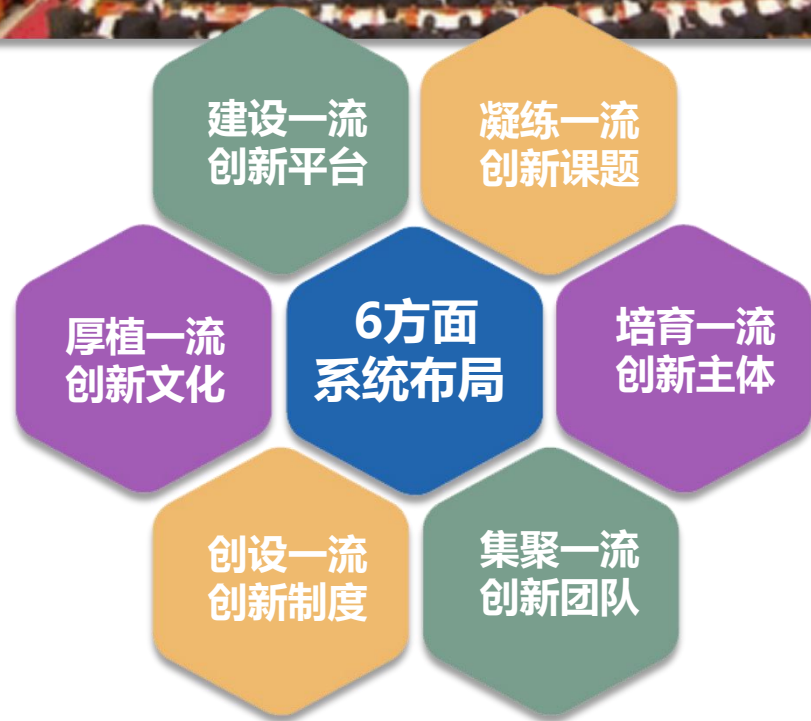 建设一流
创新平台
凝练一流
创新课题
厚植一流
创新文化
6方面
系统布局
培育一流
创新主体
创设一流
创新制度
集聚一流
创新团队